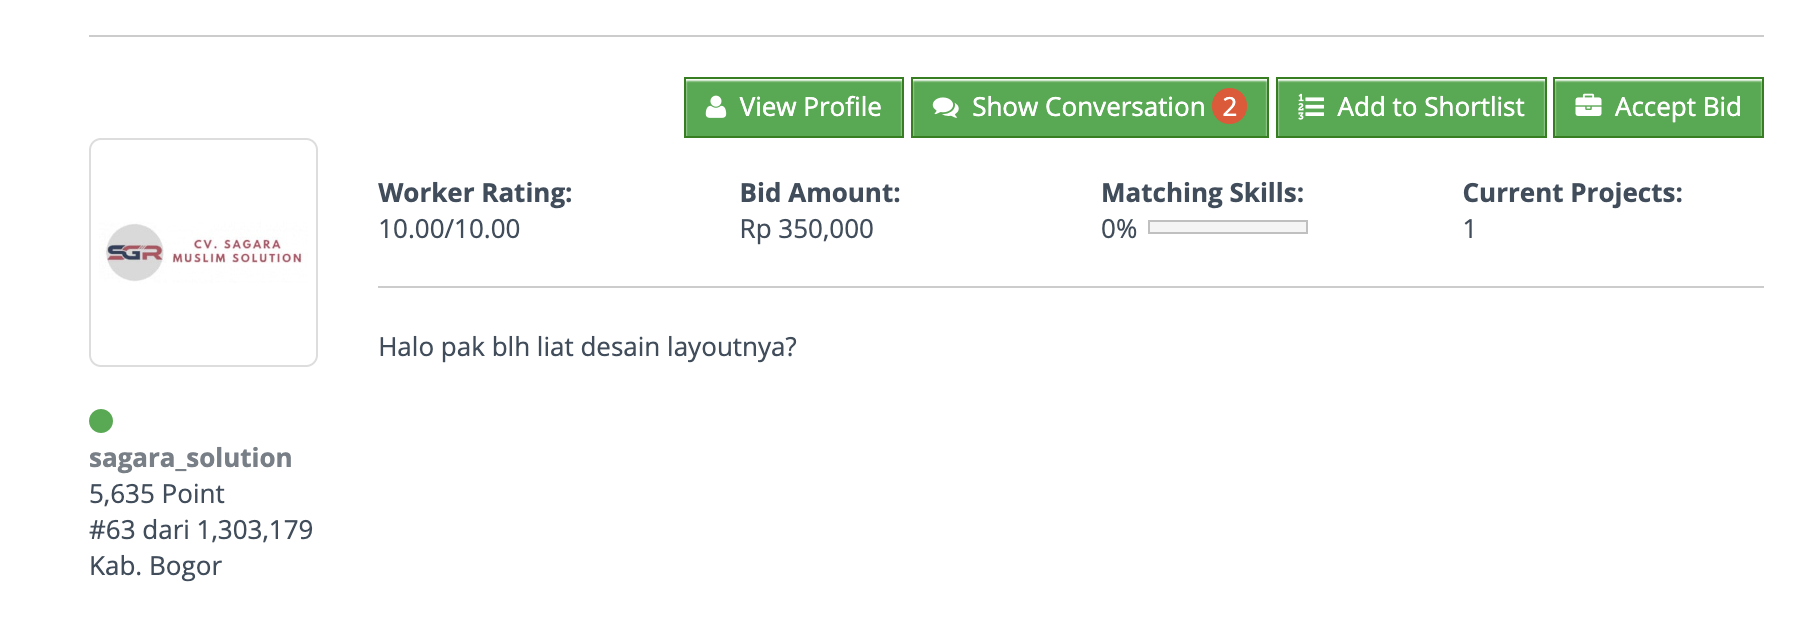 View Profile
Show Conversation 2
Add to Shortlist
Accept Bid
SGR
CV. SAGARA
MUSLIM SOLUTION
Worker Rating:
10.00/10.00
Bid Amount:
Rp 350,000
Matching Skills:
0%
Current Projects:
1
Halo pak blh liat desain layoutnya?
sagara_solution
5,635 Point
#63 dari 1,303,179
Kab. Bogor